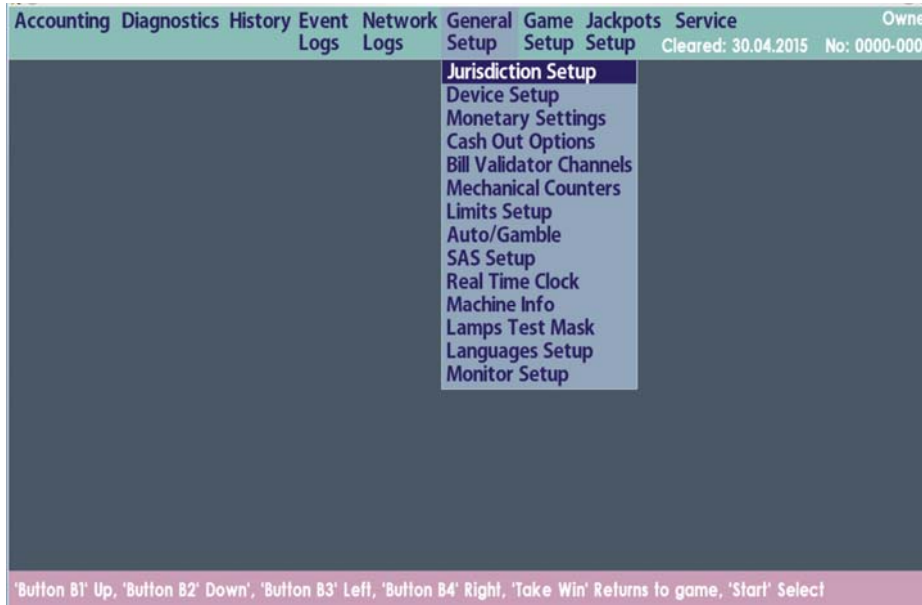 Accounting Diagnostics History Event Logs Network Logs General Setup Game Setup Jackpots Setup Service
Cleared: 30.04.2015
Jurisdiction Setup
Device Setup
Monetary Settings
Cash Out Options
Bill Validator Channels
Mechanical Counters
Limits Setup
Auto/Gamble
SAS Setup
Real Time Clock
Machine Info
Lamps Test Mask
Languages Setup
Monitor Setup
'Button B1' Up, 'Button B2' Down', 'Button B3' Left, 'Button B4' Right, 'Take Win' Returns to game, 'Start' Select